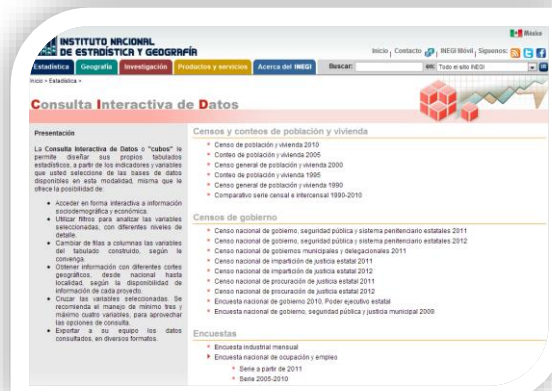 México
INSTITUTO NACIONAL
DE ESTADÍSTICA Y GEOGRAFÍA
Inicio | Contacto | INEGI Móvil | Síguenos:
Estadística Geografía Investigación Productos y servicios Acerca del INEGI Buscar: en: Todo el sitio INEGI
Inicio > Estadística >
Consulta Interactiva de Datos
Presentación
La Consulta Interactiva de Datos o "cubos" le
permite diseñar sus propios tabulados
estadísticos, a partir de los indicadores y variables
que usted seleccione de las bases de datos
disponibles en esta modalidad, misma que le
ofrece la posibilidad de:
Acceder en forma interactiva a información
sociodemográfica y económica.
Utilizar filtros para analizar las variables
seleccionadas, con diferentes niveles de
detalle.
Cambiar de filas a columnas las variables
del tabulado construido, según le
convenga.
Obtener información con diferentes cortes
geográficos, desde nacional hasta
localidad, según la disponibilidad de
información de cada proyecto.
Cruzar las variables seleccionadas. Se
recomienda el manejo de mínimo tres y
máximo cuatro variables, para aprovechar
las opciones de consulta.
Exportar a su equipo los datos
consultados, en diversos formatos.
Censos y conteos de población y vivienda
Censo de población y vivienda 2010
Conteo de población y vivienda 2005
Censo general de población y vivienda 2000
Conteo de población y vivienda 1995
Censo general de población y vivienda 1990
Comparativo serie censal e intercensal 1990-2010
Censos de gobierno
Censo nacional de gobierno, seguridad pública y sistema penitenciario estatales 2011
Censo nacional de gobierno, seguridad pública y sistema penitenciario estatales 2012
Censo nacional de gobiernos municipales y delegacionales 2011
Censo nacional de impartición de justicia estatal 2011
Censo nacional de impartición de justicia estatal 2012
Censo nacional de procuración de justicia estatal 2011
Censo nacional de procuración de justicia estatal 2012
Encuesta nacional de gobierno 2010, Poder ejecutivo estatal
Encuesta nacional de gobierno, seguridad pública y justicia municipal 2009
Encuestas
Encuesta industrial mensual
Encuesta nacional de ocupación y empleo
Serie a partir de 2011
Serie 2005-2010